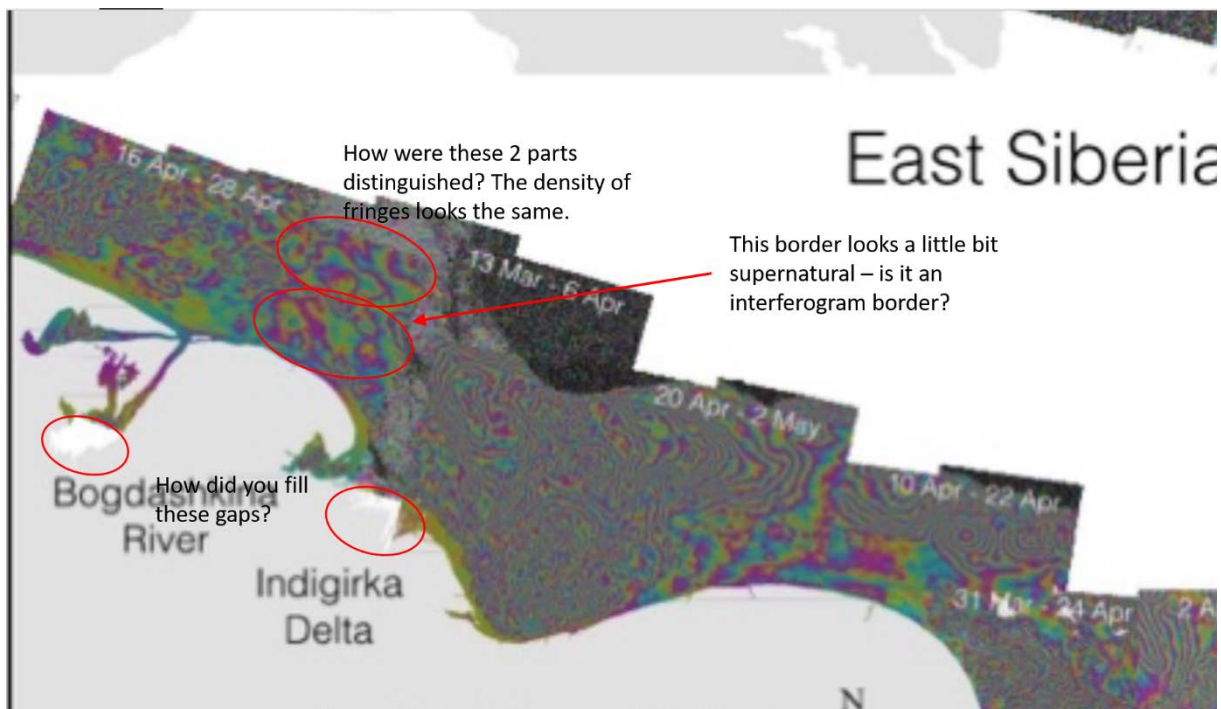 How were these 2 parts
distinguished? The density of
fringes looks the same.
East Siberia
16 Apr - 28 Apr
This border looks a little bit
supernatural – is it an
interferogram border?
13 Mar - 6 Apr
20 Apr - 2 May
10 Apr - 22 Apr
Bogdashkina
River
How did you fill
these gaps?
Indigirka
Delta
31 Mar - 24 Apr
2 A
N